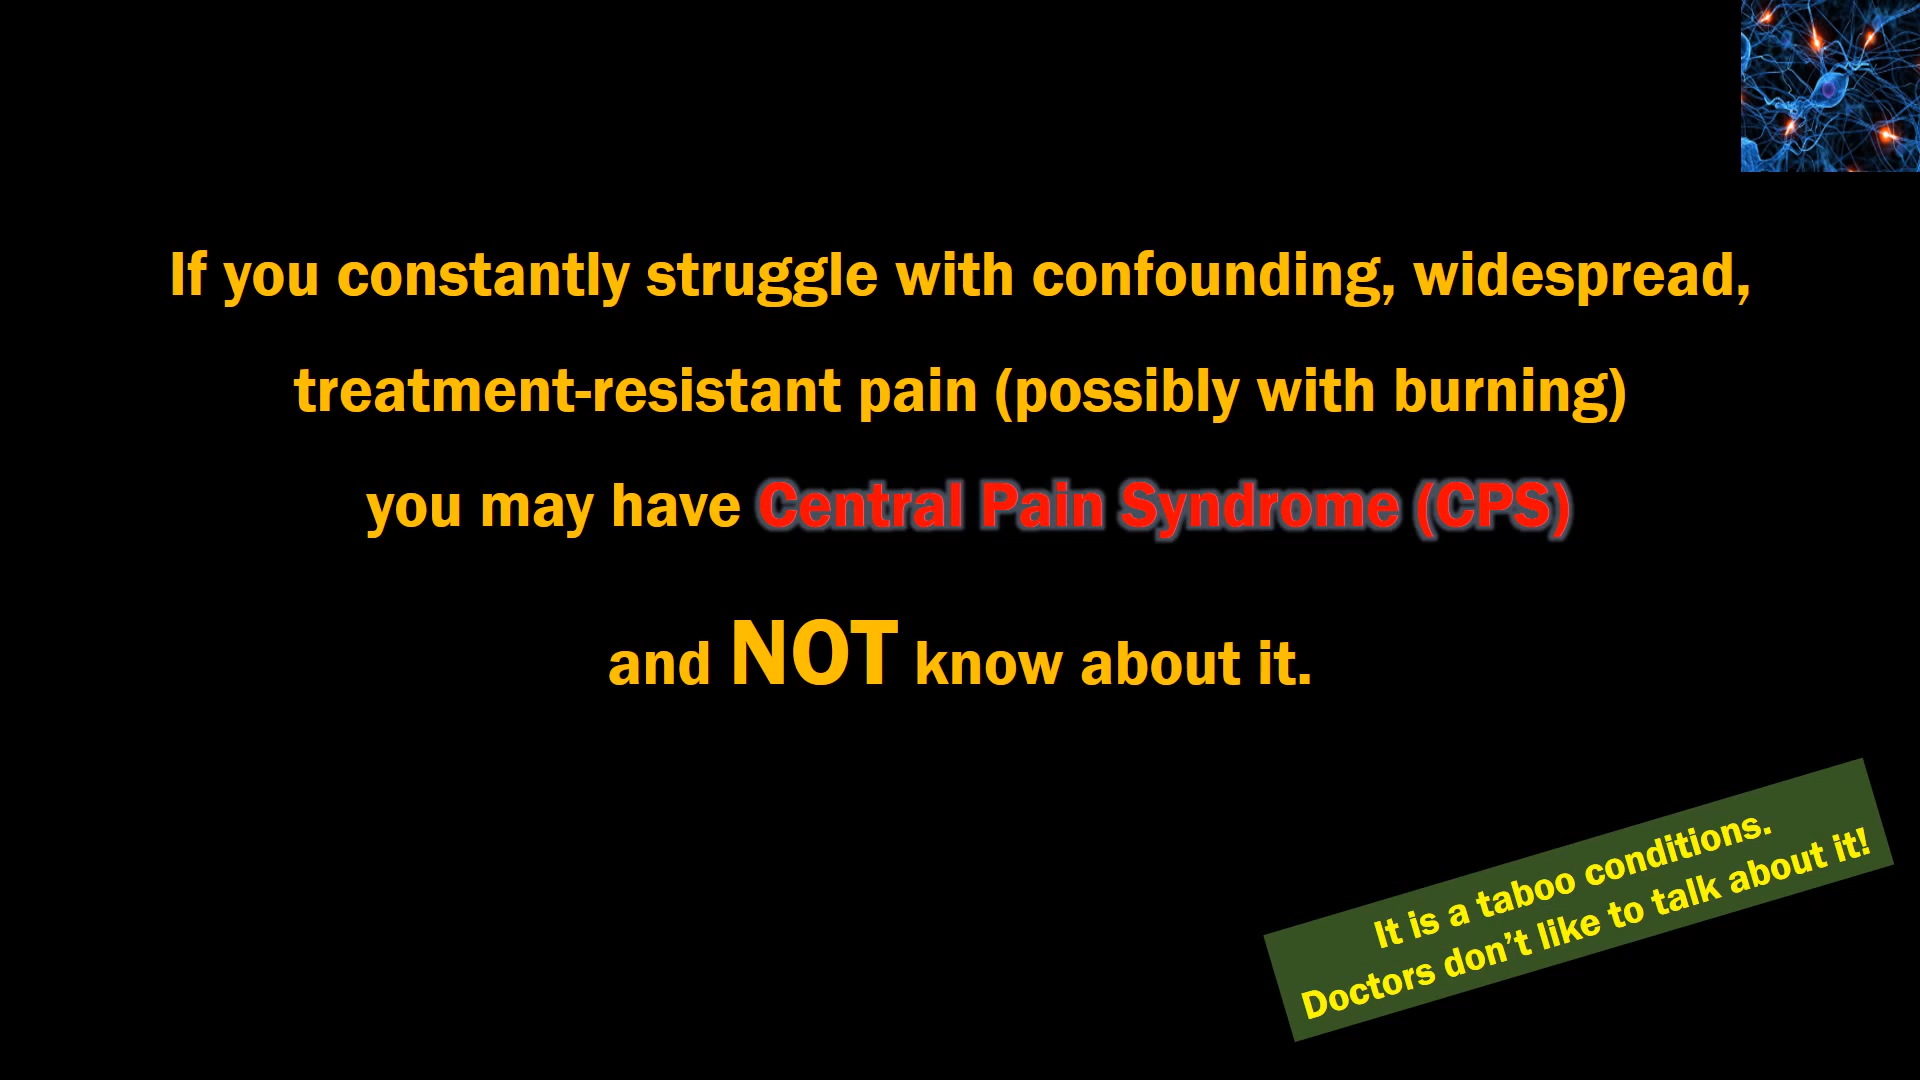 If you constantly struggle with confounding, widespread,
treatment-resistant pain (possibly with burning)
you may have Central Pain Syndrome (CPS)
and NOT know about it.
It is a taboo conditions.
Doctors don’t like to talk about it!